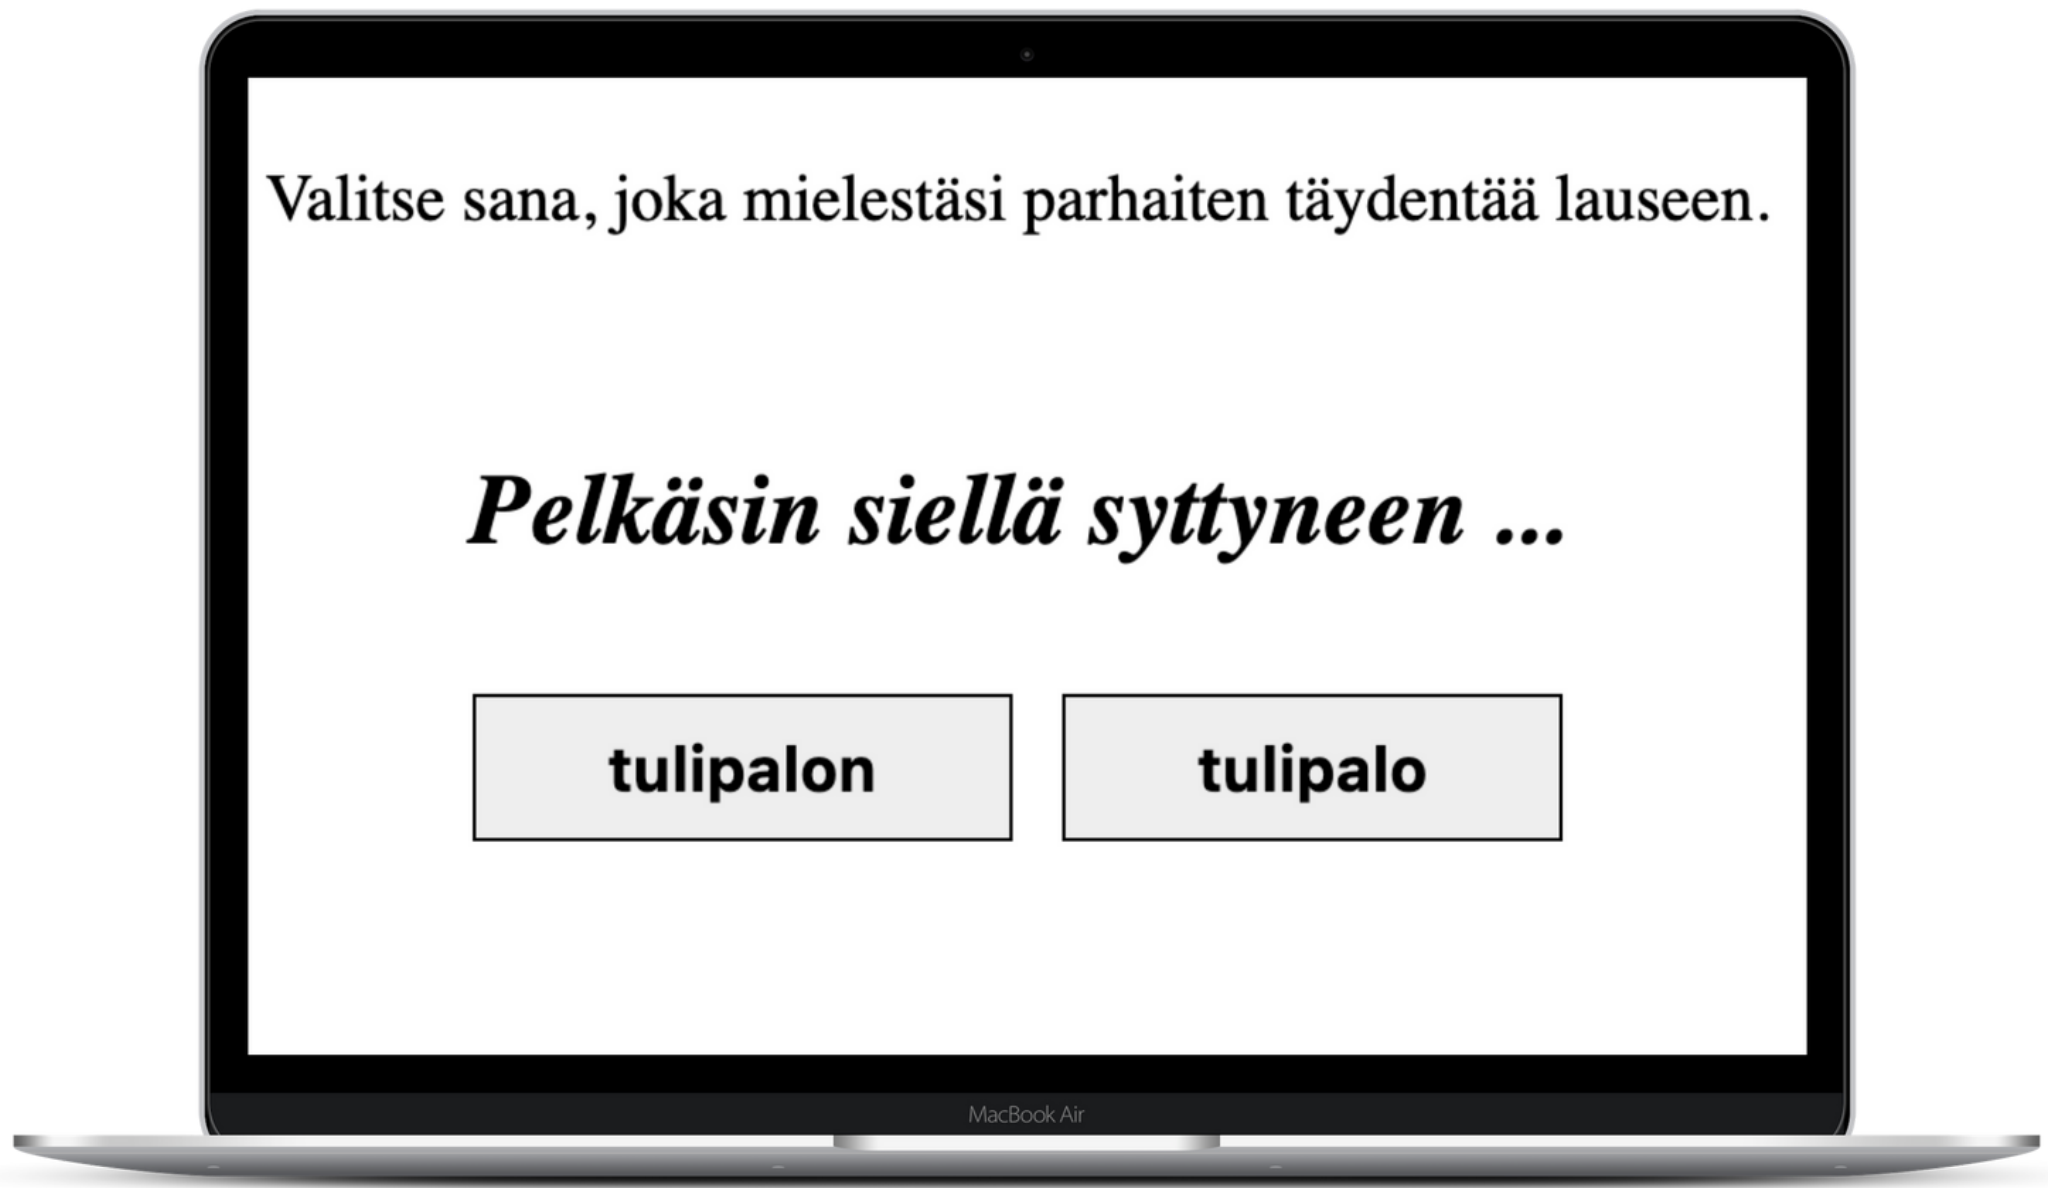 Valitse sana, joka mielestäsi parhaiten täydentää lauseen.
Pelkäsin siellä syttyneen ...
tulipalon
tulipalo
MacBook Air